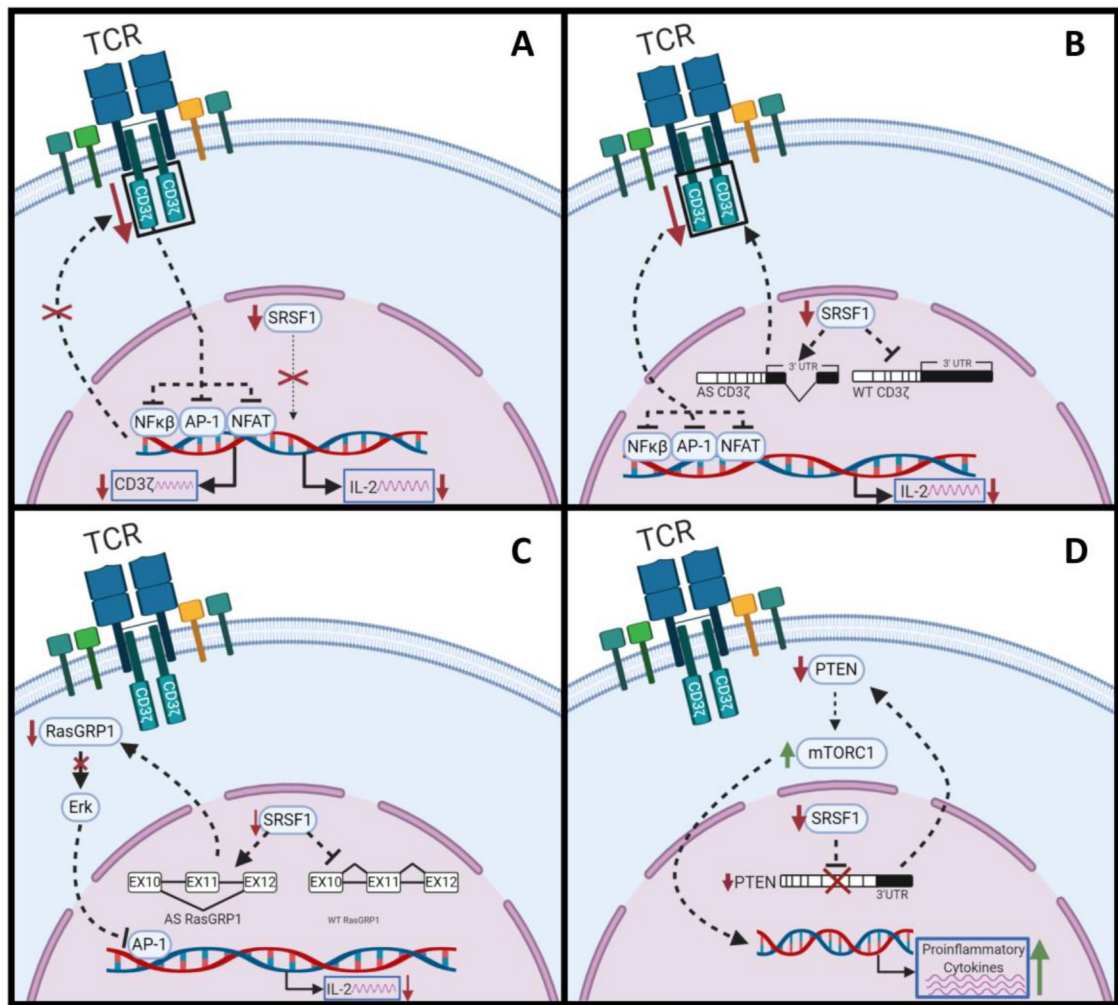 TCR
A
CD3ζ
CD3ζ
SRSF1
NFκβ AP-1 NFAT
CD3ζ
IL-2
TCR
B
CD3ζ
CD3ζ
SRSF1
3' UTR
3' UTR
AS CD3ζ
WT CD3ζ
NFκβ AP-1 NFAT
IL-2
TCR
C
CD3ζ
CD3ζ
RasGRP1
Erk
SRSF1
EX10 EX11 EX12
EX10 EX11 EX12
AS RasGRP1
WT RasGRP1
AP-1
IL-2
TCR
D
CD3ζ
CD3ζ
PTEN
mTORC1
SRSF1
PTEN
3'UTR
Proinflammatory
Cytokines